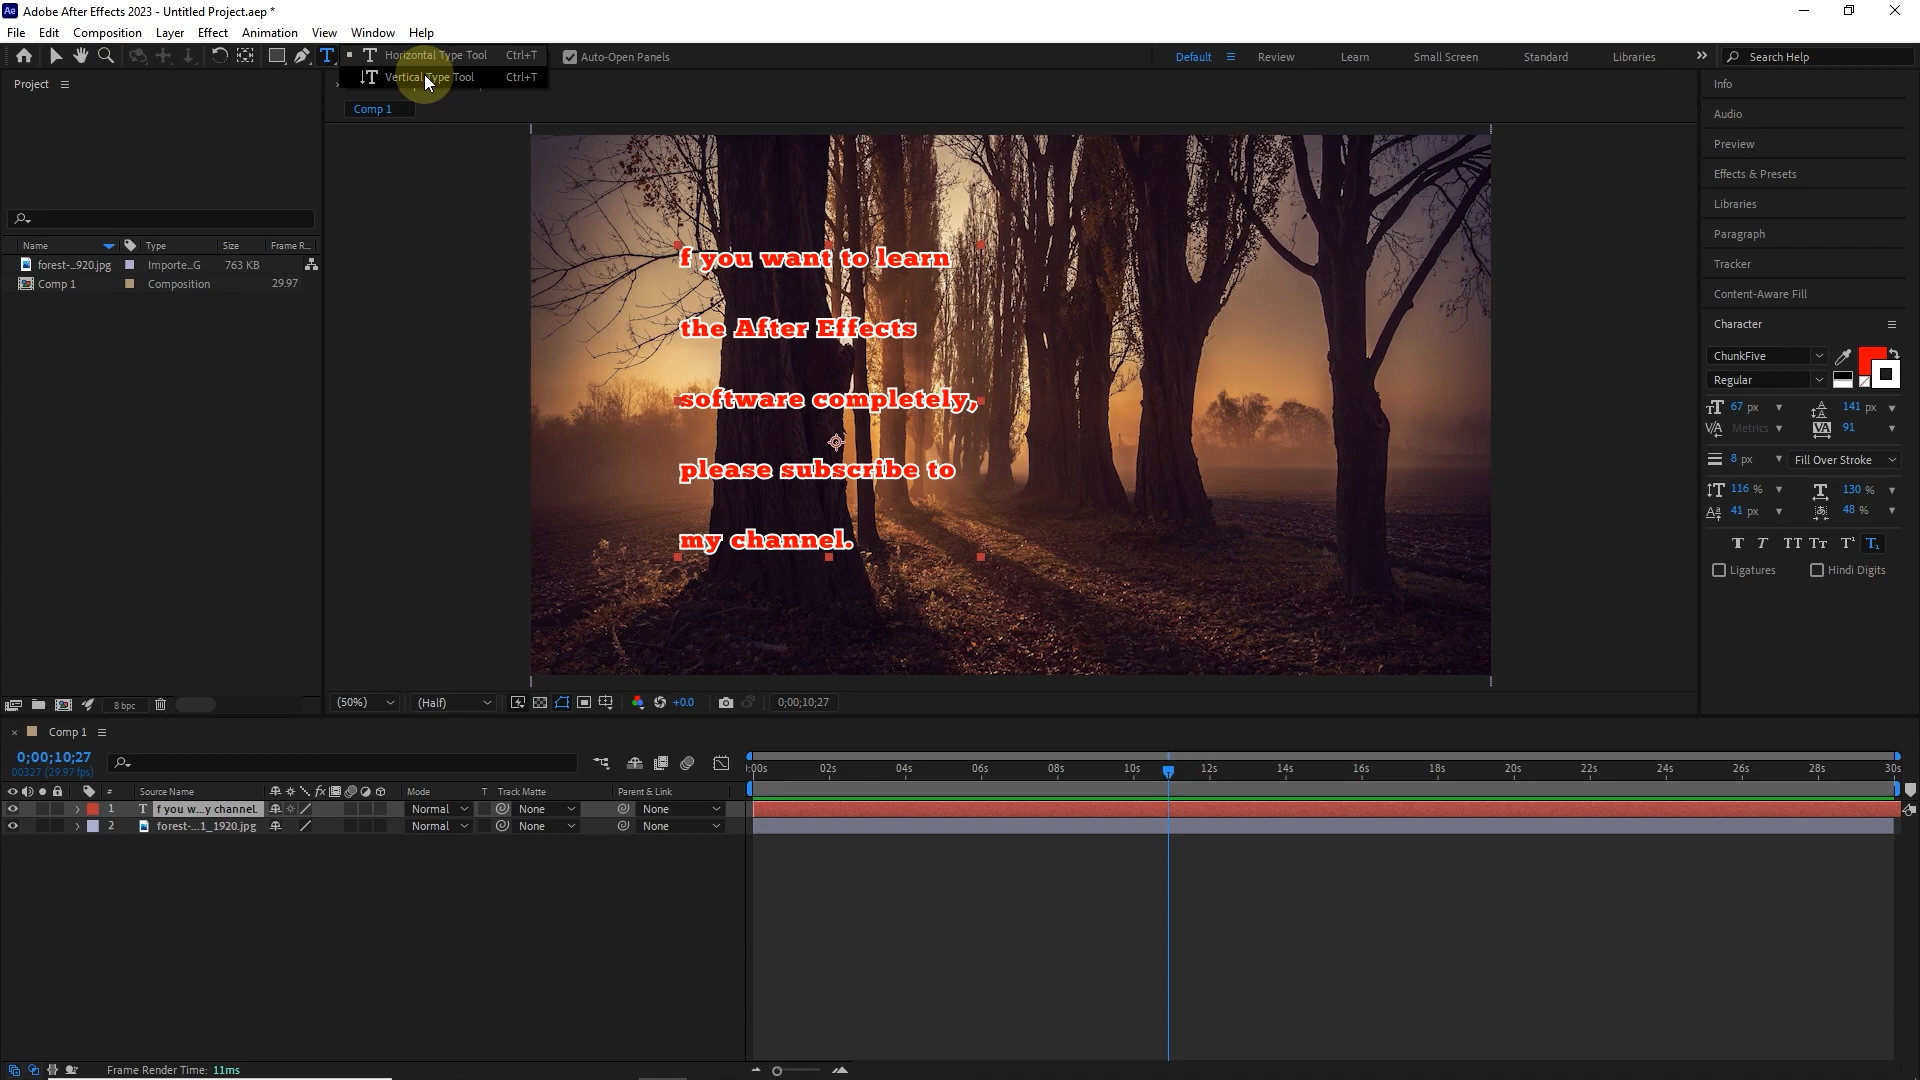 Adobe After Effects 2023 - Untitled Project.aep *
File Edit Composition Layer Effect Animation View Window Help
Horizontal Type Tool Ctrl+T
Vertical Type Tool Ctrl+T
Auto-Open Panels
Default Review Learn Small Screen Standard Libraries
Search Help
Project
Comp 1
Name Type Size Frame R...
forest-...920.jpg Importe...G 763 KB
Comp 1 Composition 29.97
f you want to learn
the After Effects
software completely,
please subscribe to
my channel.
Info
Audio
Preview
Effects & Presets
Libraries
Paragraph
Tracker
Content-Aware Fill
Character
ChunkFive
Regular
67 px 141 px
Metrics 91
8 px Fill Over Stroke
116 % 130 %
41 px 48 %
Ligatures Hindi Digits
8 bpc
(50%) (Half) +0.0 0;00;10;27
Comp 1
0;00;10;27
00327 (29.97 fps)
:00s 02s 04s 06s 08s 10s 12s 14s 16s 18s 20s 22s 24s 26s 28s 30s
# Source Name Mode T Track Matte Parent & Link
1 f you w...y channel. Normal None None
2 forest-...1_1920.jpg Normal None None
Frame Render Time: 11ms